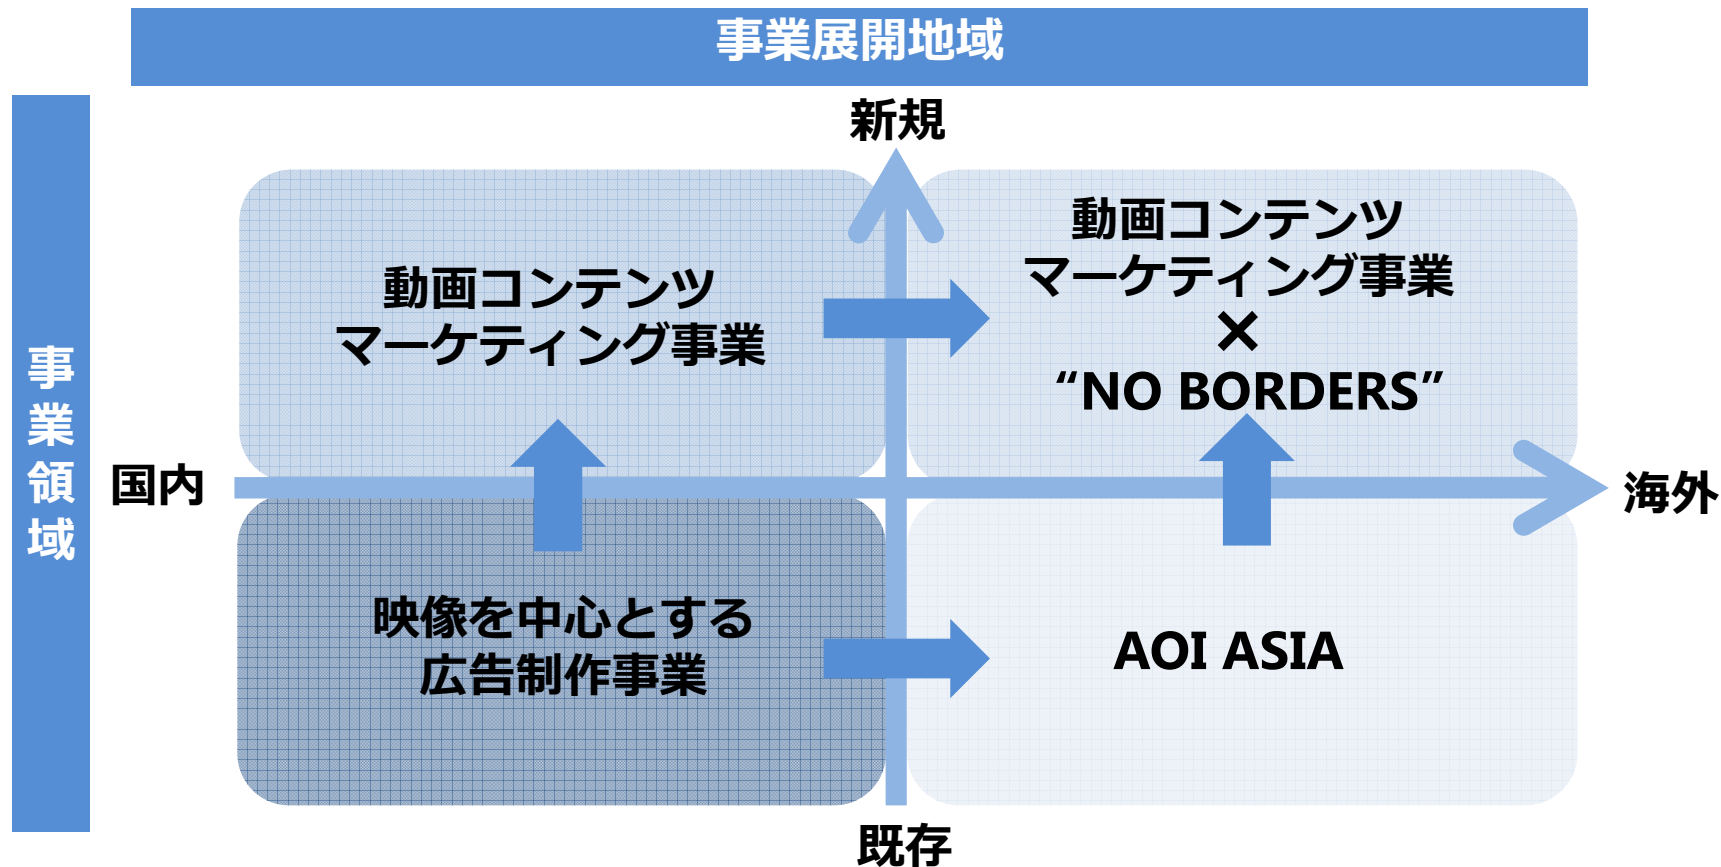 事業展開地域
新規
動画コンテンツ
マーケティング事業
動画コンテンツ
マーケティング事業
×
“NO BORDERS”
事業領域
国内
海外
映像を中心とする
広告制作事業
AOI ASIA
既存